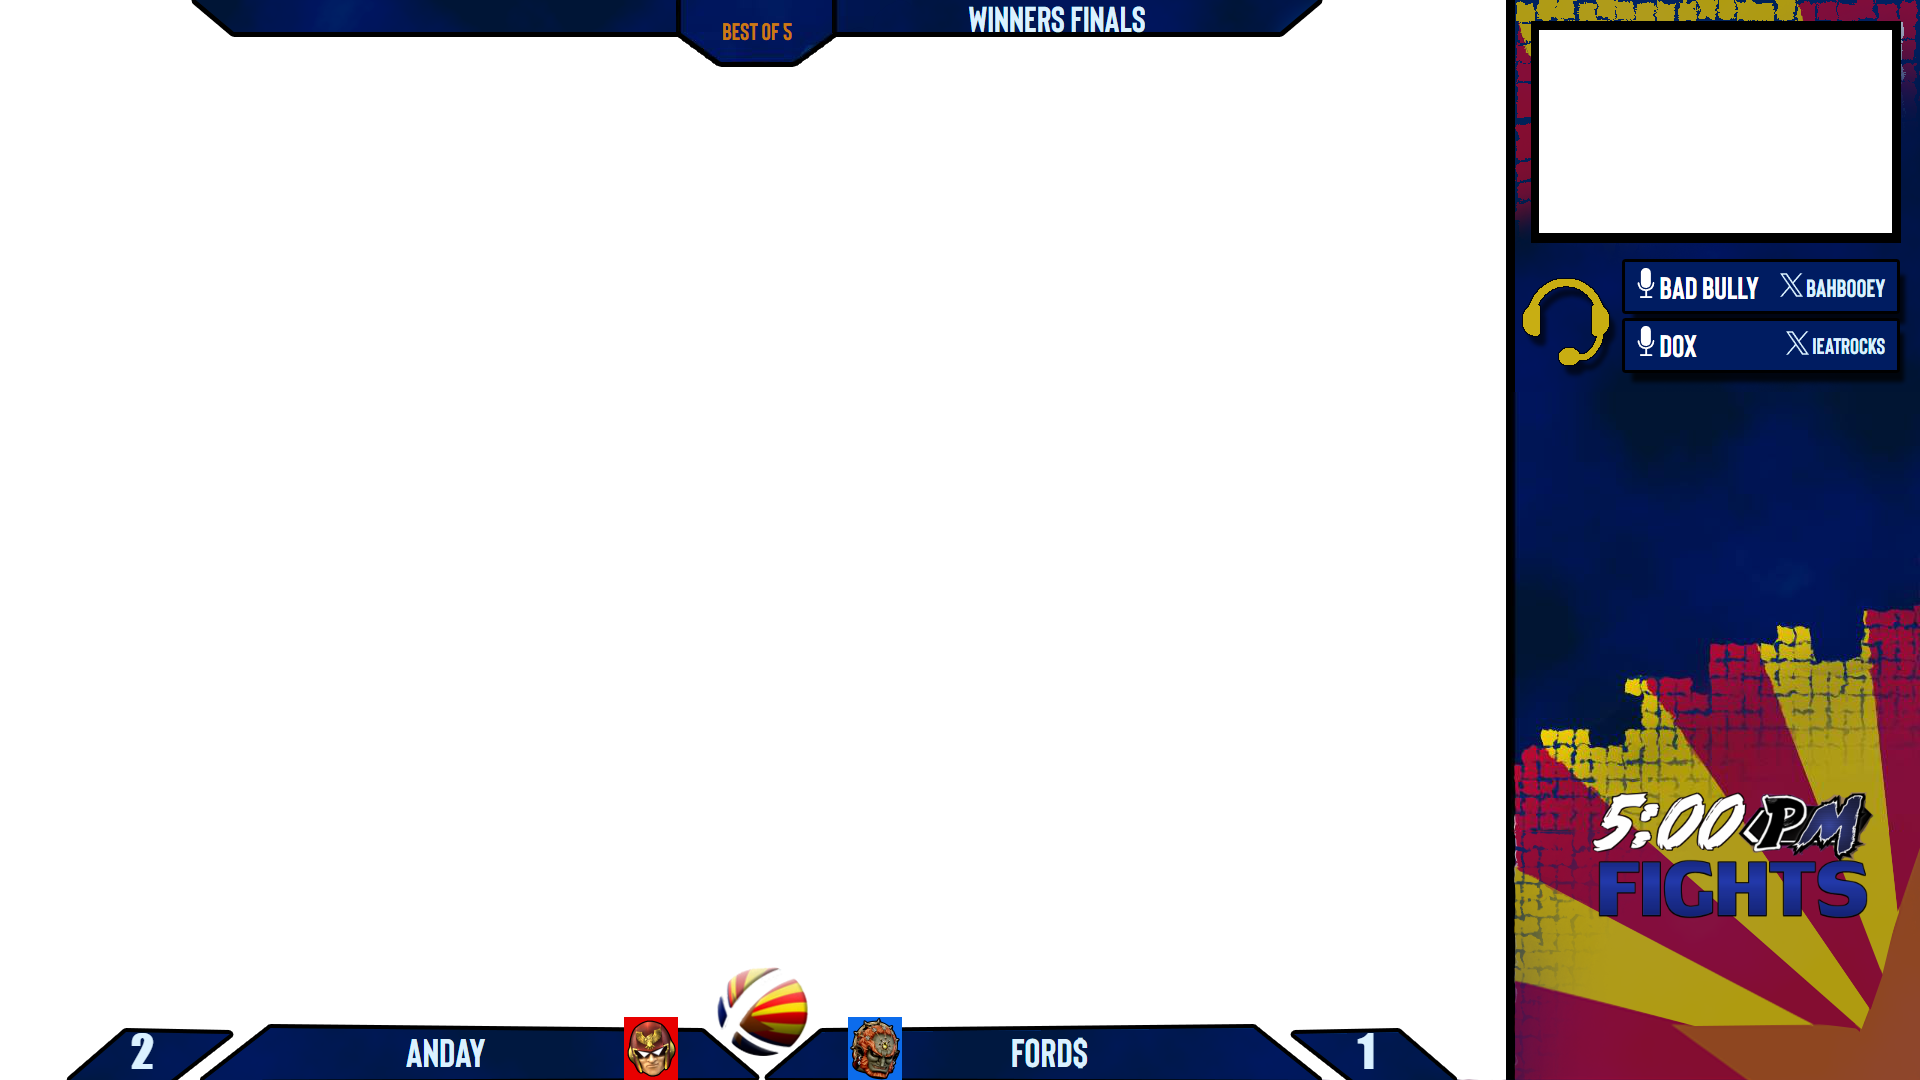 BEST OF 5
WINNERS FINALS
BAD BULLY
BAHBOOEY
DOX
IEATROCKS
5:00 PM
FIGHTS
2
ANDAY
FORD$
1